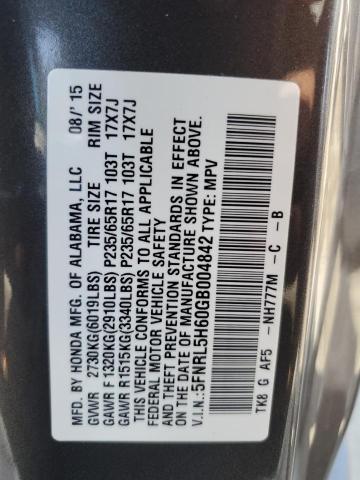 MFD. BY HONDA MFG. OF ALABAMA, LLC 08/'15
GVWR 2730KG(6019LBS) TIRE SIZE RIM SIZE
GAWR F 1320KG(2910LBS) P235/65R17 103T 17X7J
GAWR R 1515KG(3340LBS) P235/65R17 103T 17X7J
THIS VEHICLE CONFORMS TO ALL APPLICABLE
FEDERAL MOTOR VEHICLE SAFETY
AND THEFT PREVENTION STANDARDS IN EFFECT
ON THE DATE OF MANUFACTURE SHOWN ABOVE.
V.I.N.:5FNRL5H60GB004842 TYPE: MPV
TK8 G AF5 -NH777M -C -B